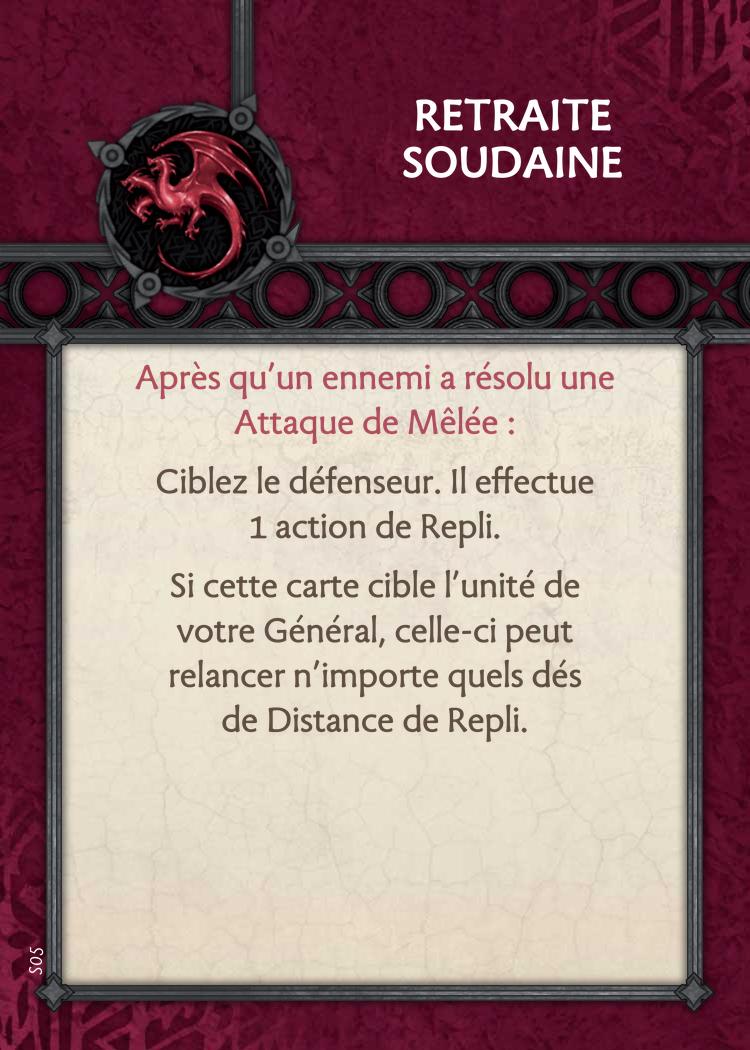 RETRAITE
SOUDAINE
Après qu'un ennemi a résolu une
Attaque de Mêlée :
Ciblez le défenseur. Il effectue
1 action de Repli.
Si cette carte cible l'unité de
votre Général, celle-ci peut
relancer n'importe quels dés
de Distance de Repli.
S05